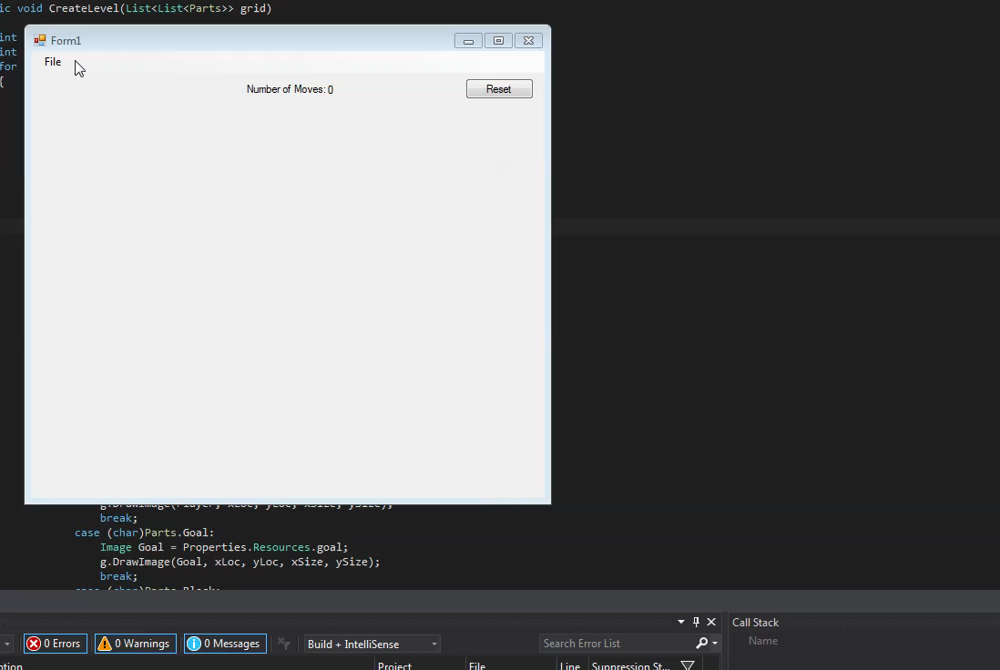 ic void CreateLevel(List<List<Parts>> grid)
int
int
for
{
Form1
File
Number of Moves: 0
Reset
g.DrawImage(Player, xLoc, yLoc, xSize, ySize);
break;
case (char)Parts.Goal:
Image Goal = Properties.Resources.goal;
g.DrawImage(Goal, xLoc, yLoc, xSize, ySize);
break;
case (char)Parts.Block:
Call Stack
0 Errors
0 Warnings
0 Messages
Build + IntelliSense
Search Error List
Name
ption
Project
File
Line
Suppression St...